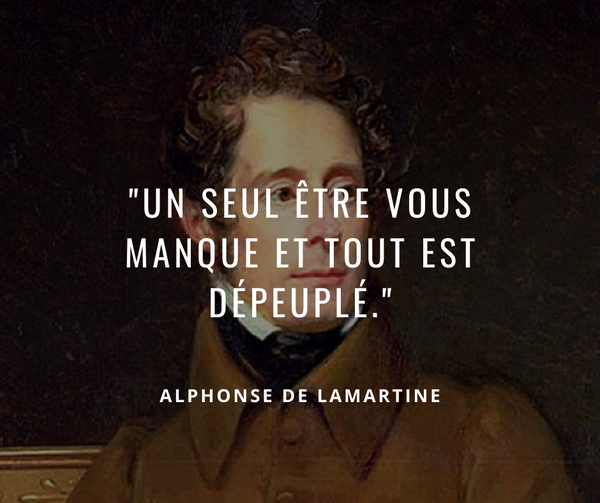 "UN SEUL ÊTRE VOUS
MANQUE ET TOUT EST
DÉPEUPLÉ."
ALPHONSE DE LAMARTINE